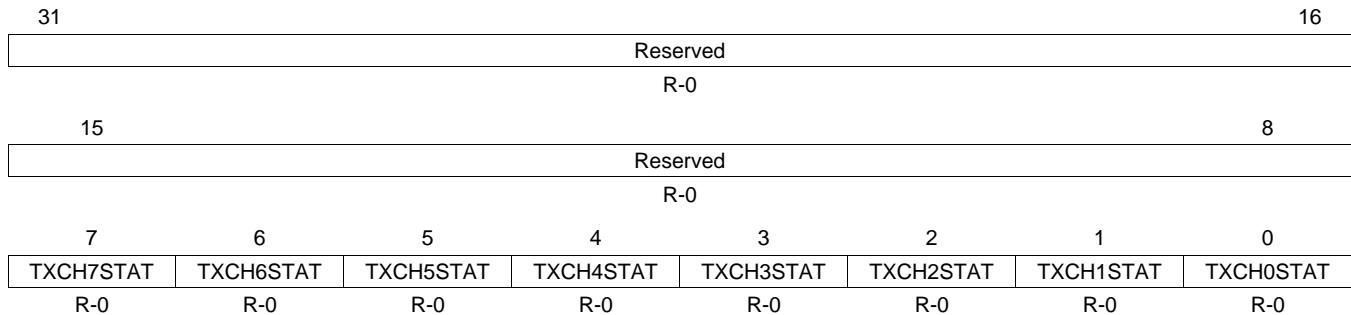 31 16
Reserved
R-0
15 8
Reserved
R-0
7 6 5 4 3 2 1 0
TXCH7STAT TXCH6STAT TXCH5STAT TXCH4STAT TXCH3STAT TXCH2STAT TXCH1STAT TXCH0STAT
R-0 R-0 R-0 R-0 R-0 R-0 R-0 R-0